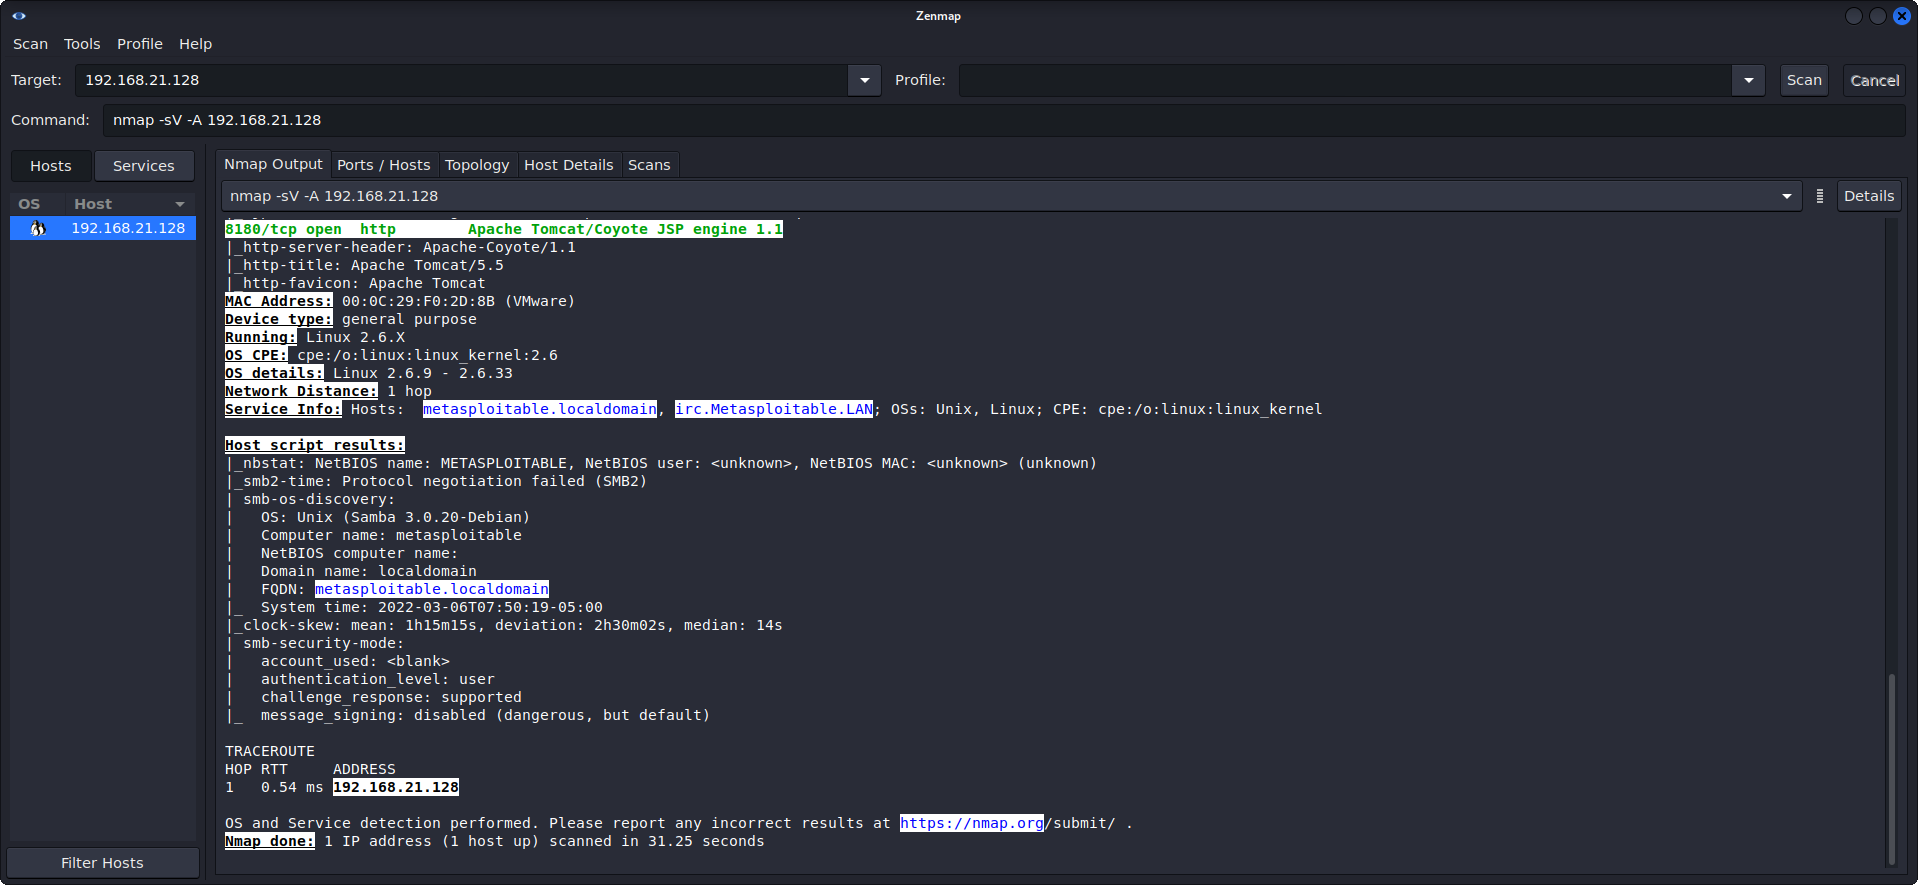 Zenmap
Scan Tools Profile Help
Target: 192.168.21.128 Profile: Scan Cancel
Command: nmap -sV -A 192.168.21.128
Hosts Services
Nmap Output Ports / Hosts Topology Host Details Scans
nmap -sV -A 192.168.21.128 Details
OS Host
192.168.21.128
8180/tcp open  http        Apache Tomcat/Coyote JSP engine 1.1
|_http-server-header: Apache-Coyote/1.1
|_http-title: Apache Tomcat/5.5
|_http-favicon: Apache Tomcat
MAC Address: 00:0C:29:F0:2D:8B (VMware)
Device type: general purpose
Running: Linux 2.6.X
OS CPE: cpe:/o:linux:linux_kernel:2.6
OS details: Linux 2.6.9 - 2.6.33
Network Distance: 1 hop
Service Info: Hosts:  metasploitable.localdomain, irc.Metasploitable.LAN; OSs: Unix, Linux; CPE: cpe:/o:linux:linux_kernel
Host script results:
|_nbstat: NetBIOS name: METASPLOITABLE, NetBIOS user: <unknown>, NetBIOS MAC: <unknown> (unknown)
|_smb2-time: Protocol negotiation failed (SMB2)
| smb-os-discovery:
|   OS: Unix (Samba 3.0.20-Debian)
|   Computer name: metasploitable
|   NetBIOS computer name:
|   Domain name: localdomain
|   FQDN: metasploitable.localdomain
|_  System time: 2022-03-06T07:50:19-05:00
|_clock-skew: mean: 1h15m15s, deviation: 2h30m02s, median: 14s
| smb-security-mode:
|   account_used: <blank>
|   authentication_level: user
|   challenge_response: supported
|_  message_signing: disabled (dangerous, but default)
TRACEROUTE
HOP RTT     ADDRESS
1   0.54 ms 192.168.21.128
OS and Service detection performed. Please report any incorrect results at https://nmap.org/submit/ .
Nmap done: 1 IP address (1 host up) scanned in 31.25 seconds
Filter Hosts